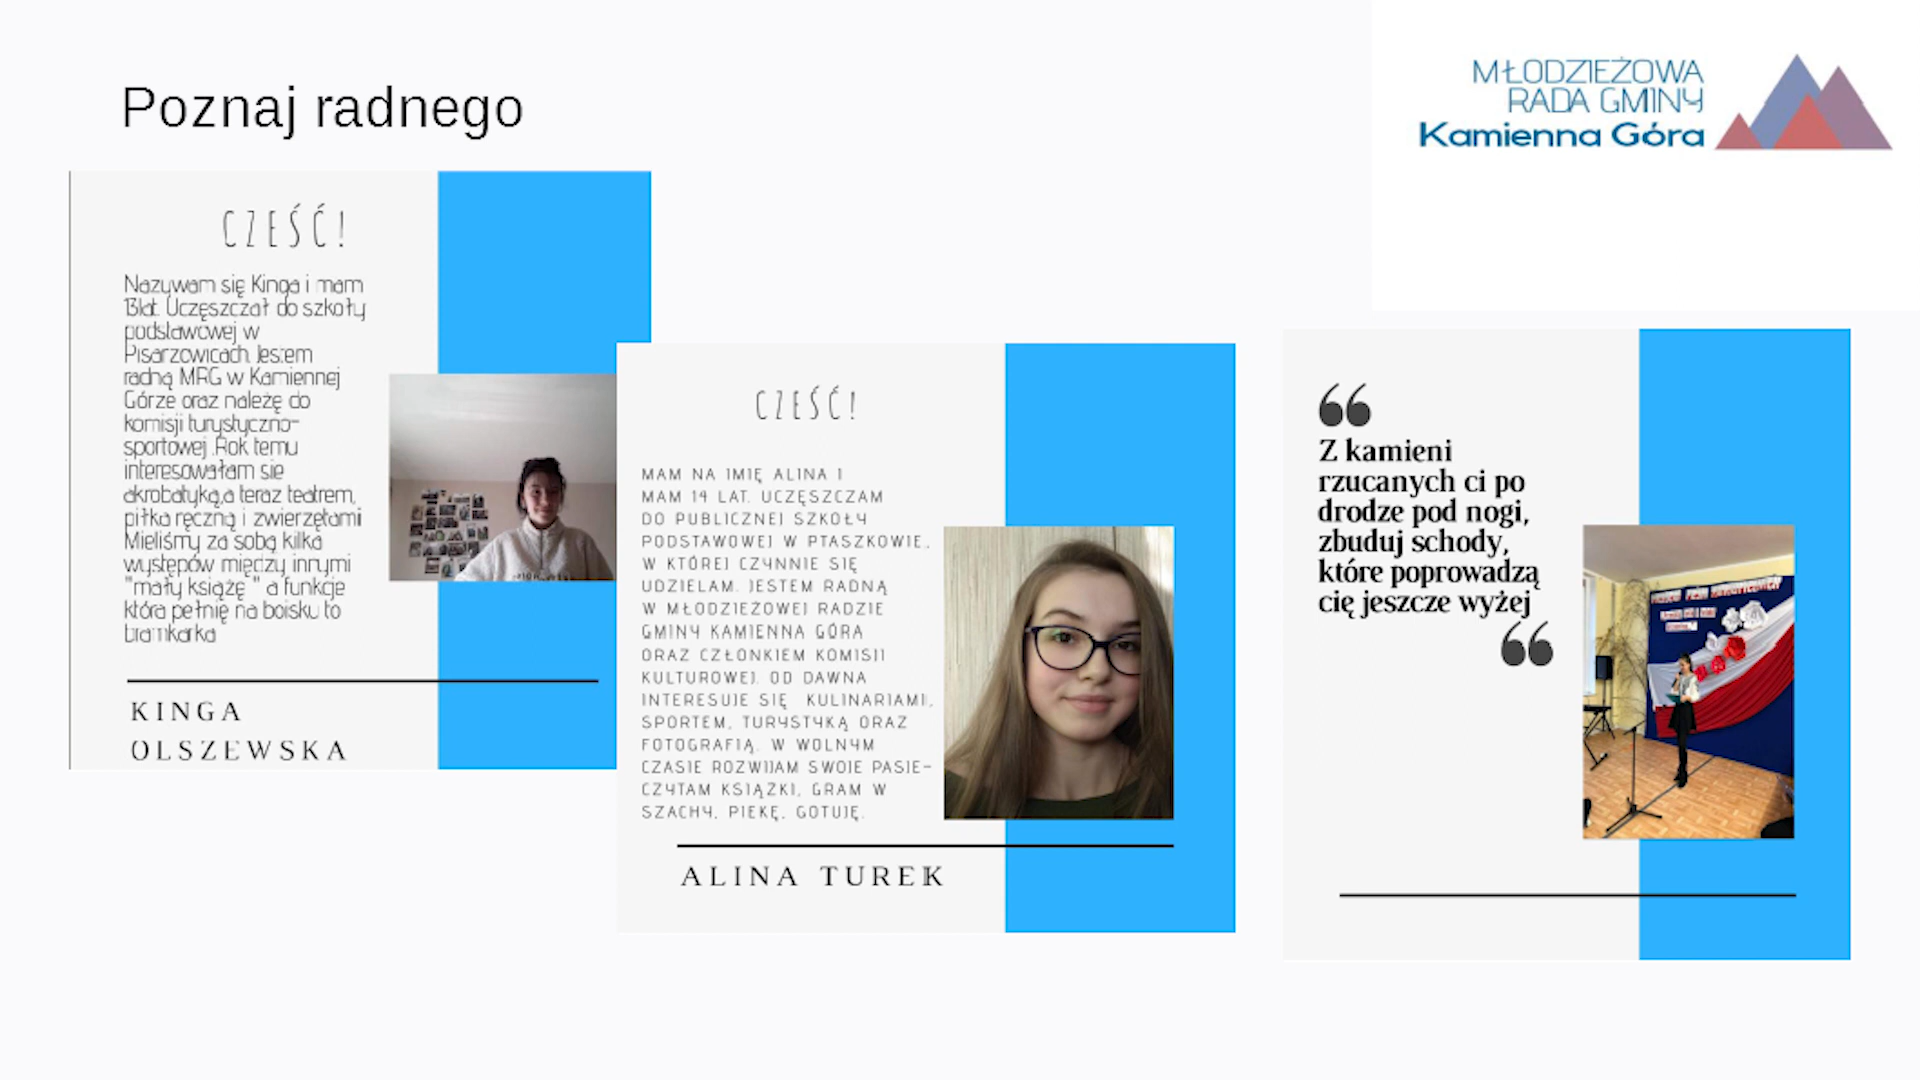 Poznaj radnego
MŁODZIEŻOWA
RADA GMINY
Kamienna Góra
CZEŚĆ!
Nazywam się Kinga i mam
13lat. Uczęszczał do szkoły
podstawowej w
Pisarzowicach. Jestem
radną MRG w Kamiennej
Górze oraz należę do
komisji turystyczno-
sportowej .Rok temu
interesowałam sie
akrobatyką,a teraz teatrem,
piłka ręczną i zwierzętami
Mieliśmy za sobą kilka
występów między innymi
"mały książę " a funkcje
która pełnię na boisku to
bramkarka
KINGA
OLSZEWSKA
CZEŚĆ!
MAM NA IMIĘ ALINA I
MAM 14 LAT. UCZĘSZCZAM
DO PUBLICZNEJ SZKOŁY
PODSTAWOWEJ W PTASZKOWIE,
W KTÓREJ CZYNNIE SIĘ
UDZIELAM. JESTEM RADNĄ
W MŁODZIEŻOWEJ RADZIE
GMINY KAMIENNA GÓRA
ORAZ CZŁONKIEM KOMISJI
KULTUROWEJ. OD DAWNA
INTERESUJE SIĘ KULINARIAMI,
SPORTEM, TURYSTYKĄ ORAZ
FOTOGRAFIĄ. W WOLNYM
CZASIE ROZWIJAM SWOJE PASJE-
CZYTAM KSIĄŻKI, GRAM W
SZACHY, PIEKĘ, GOTUJĘ.
ALINA TUREK
“
Z kamieni
rzucanych ci po
drodze pod nogi,
zbuduj schody,
które poprowadzą
cię jeszcze wyżej
“